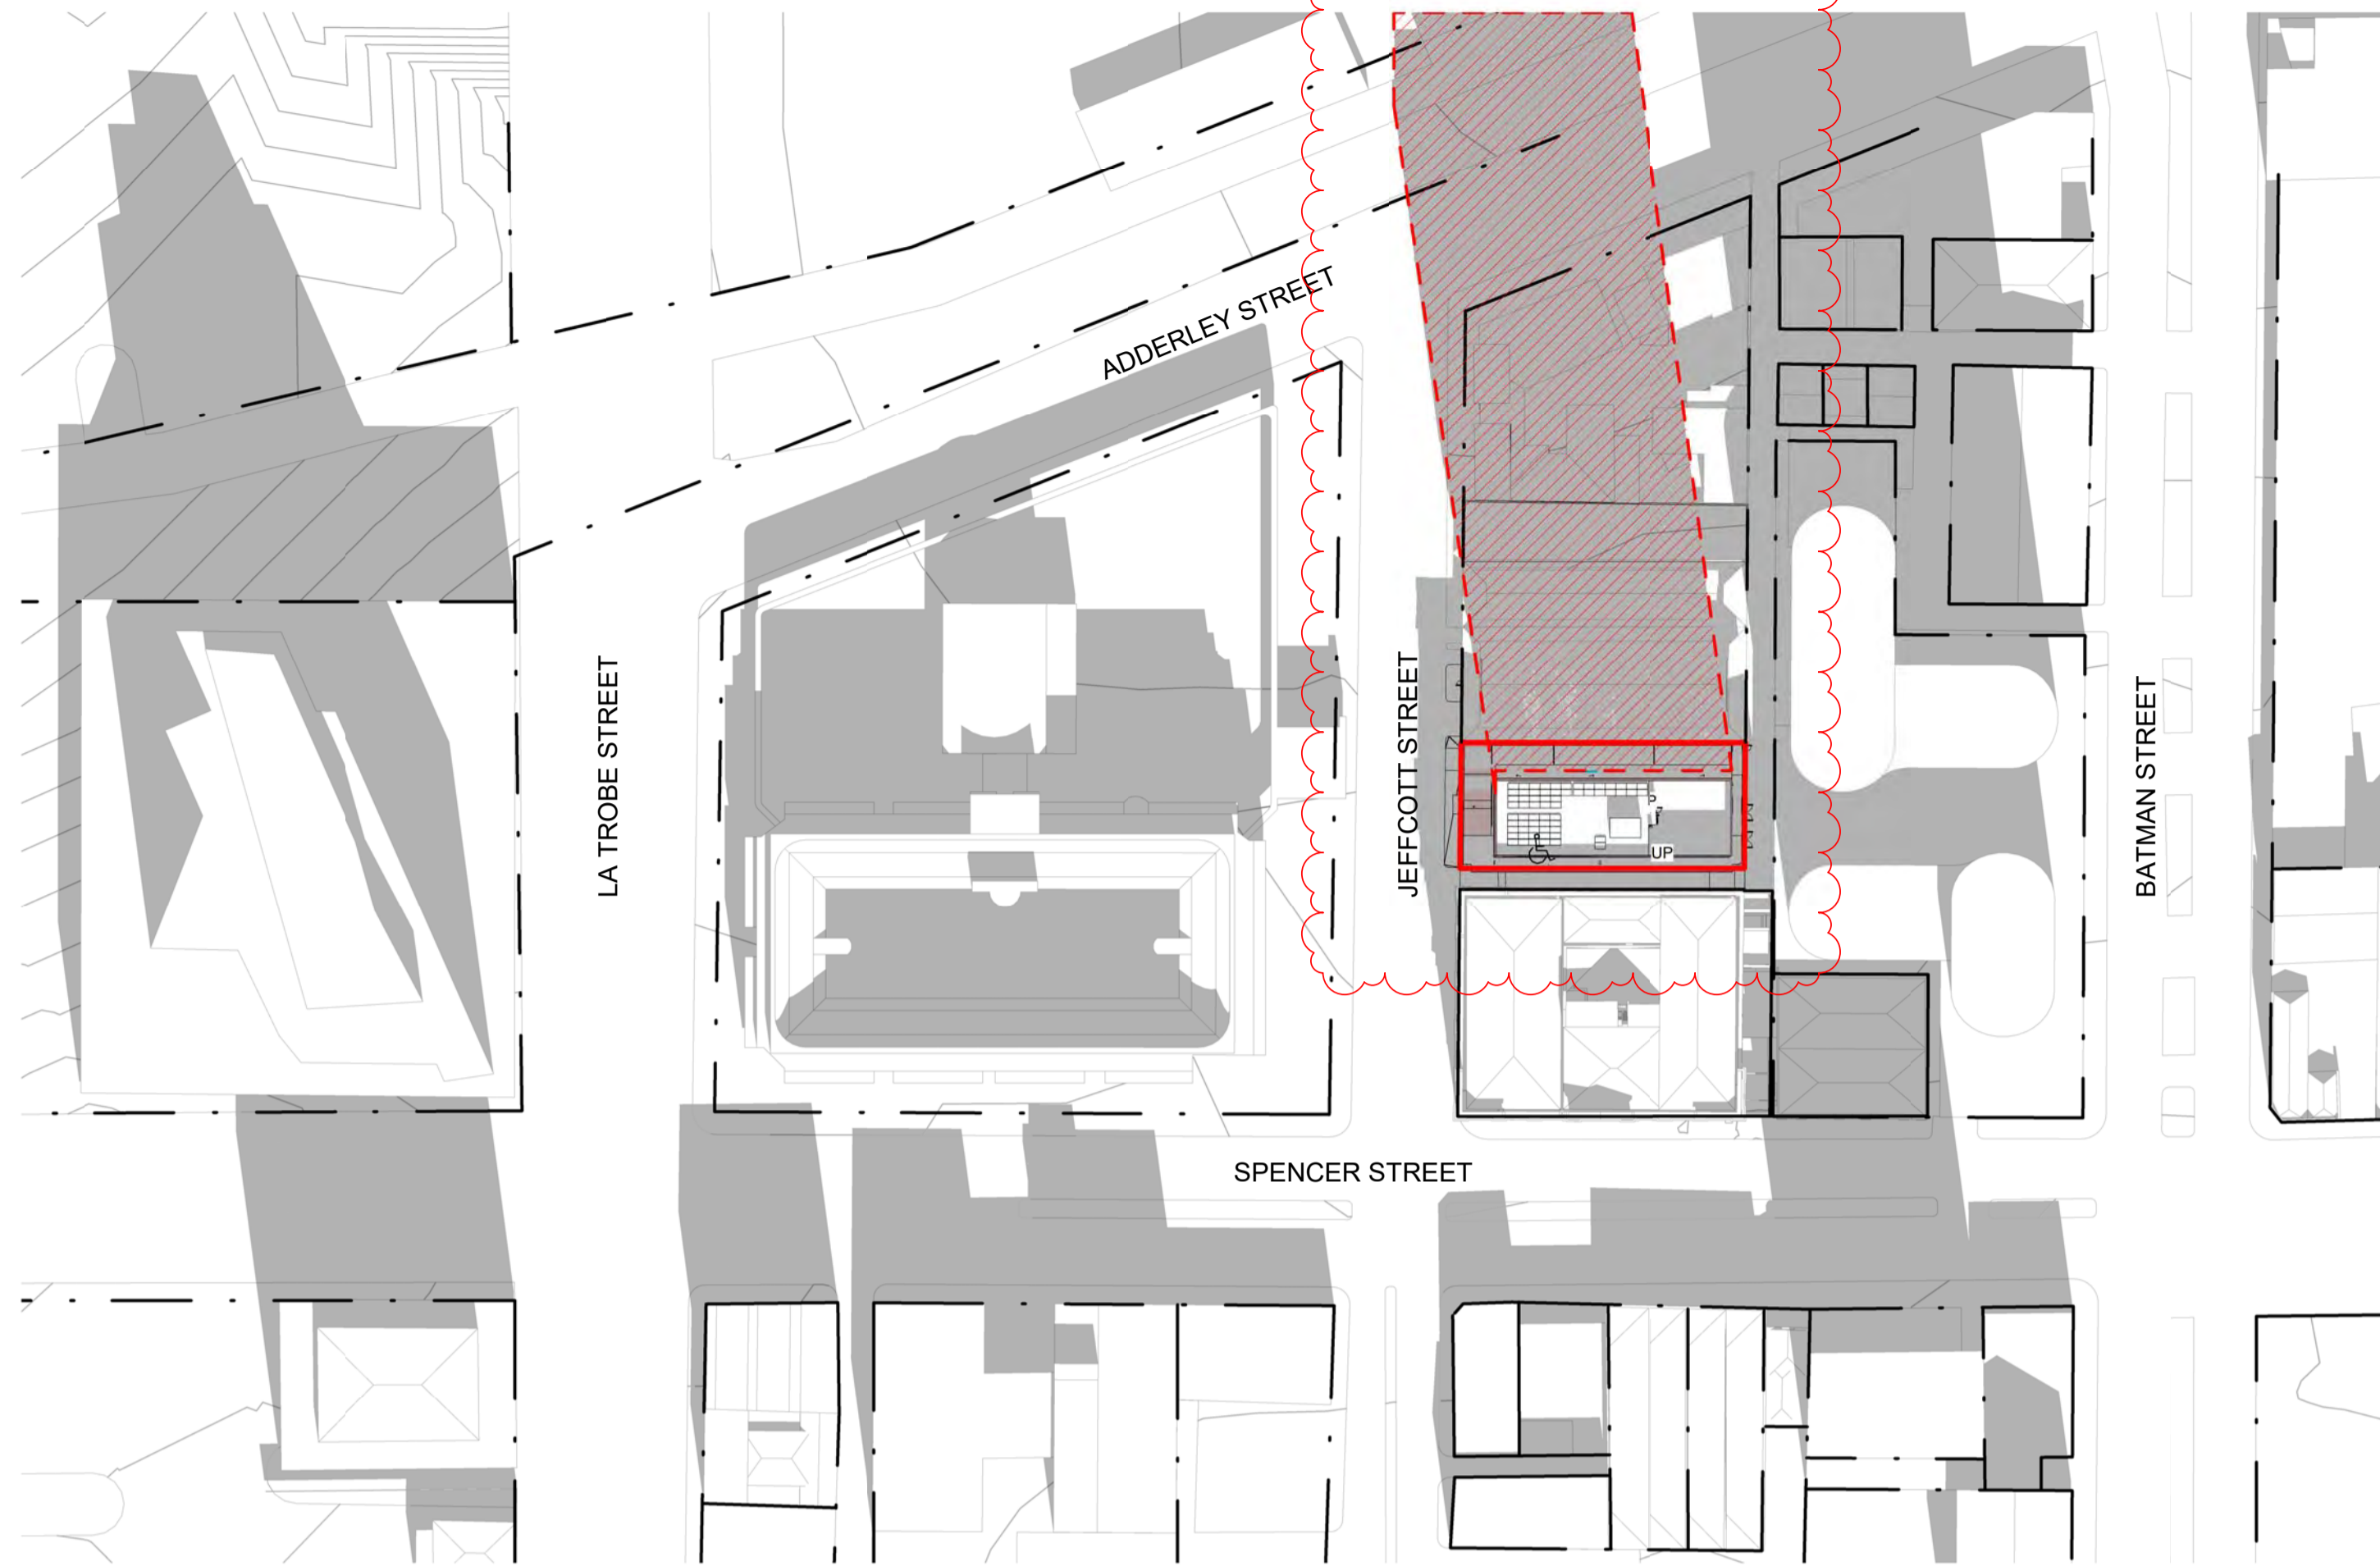 ADDERLEY STREET
LA TROBE STREET
JEFFCOTT STREET
BATMAN STREET
UP
SPENCER STREET